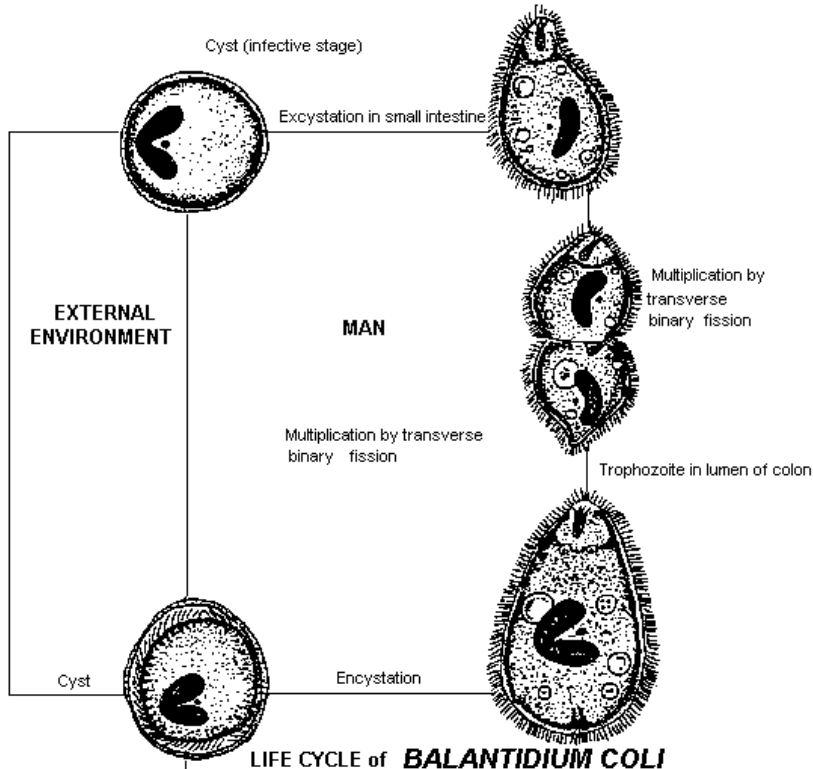 Cyst (infective stage)
Excystation in small intestine
Multiplication by
transverse
binary fission
EXTERNAL
ENVIRONMENT
MAN
Multiplication by transverse
binary fission
Trophozoite in lumen of colon
Cyst
Encystation
LIFE CYCLE of BALANTIDIUM COLI